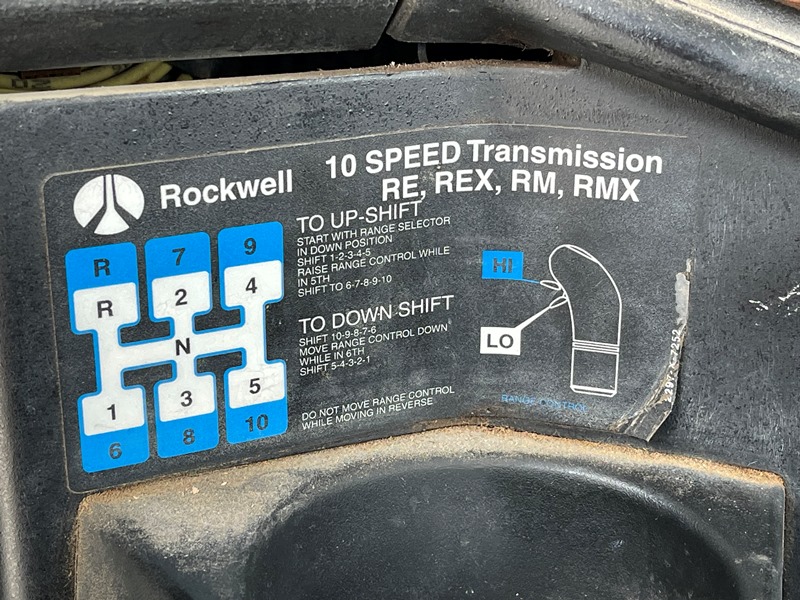 Rockwell
10 SPEED Transmission
RE, REX, RM, RMX
R 7 9
R 2 4
N
1 3 5
6 8 10
TO UP-SHIFT
START WITH RANGE SELECTOR
IN DOWN POSITION
SHIFT 1-2-3-4-5
RAISE RANGE CONTROL WHILE
IN 5TH
SHIFT TO 6-7-8-9-10
TO DOWN SHIFT
SHIFT 10-9-8-7-6
MOVE RANGE CONTROL DOWN
WHILE IN 6TH
SHIFT 5-4-3-2-1
DO NOT MOVE RANGE CONTROL
WHILE MOVING IN REVERSE
HI
LO
RANGE CONTROL